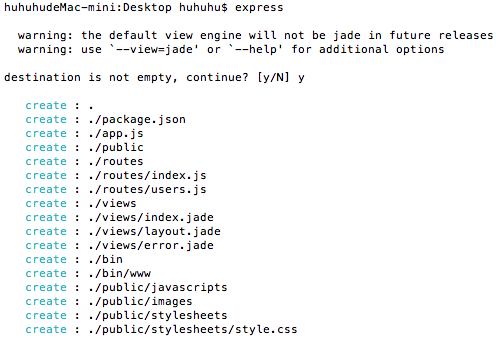 huhuhudeMac-mini:Desktop huhuhu$ express
warning: the default view engine will not be jade in future releases
warning: use `--view=jade' or `--help' for additional options
destination is not empty, continue? [y/N] y
create : .
create : ./package.json
create : ./app.js
create : ./public
create : ./routes
create : ./routes/index.js
create : ./routes/users.js
create : ./views
create : ./views/index.jade
create : ./views/layout.jade
create : ./views/error.jade
create : ./bin
create : ./bin/www
create : ./public/javascripts
create : ./public/images
create : ./public/stylesheets
create : ./public/stylesheets/style.css